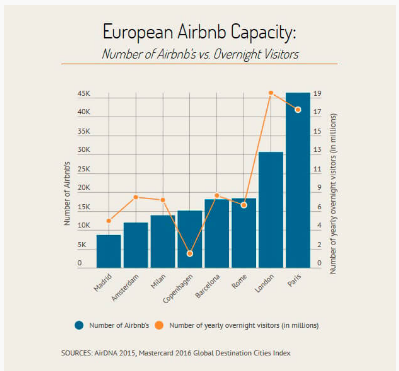 European Airbnb Capacity:
Number of Airbnb's vs. Overnight Visitors
45K
40K
35K
30K
25K
20K
15K
10K
5K
0
19
17
15
13
11
9
6
4
2
0
Number of Airbnb's
Number of yearly overnight visitors (in millions)
Madrid
Amsterdam
Milan
Copenhagen
Barcelona
Rome
London
Paris
Number of Airbnb's Number of yearly overnight visitors (in millions)
SOURCES: AirDNA 2015, Mastercard 2016 Global Destination Cities Index